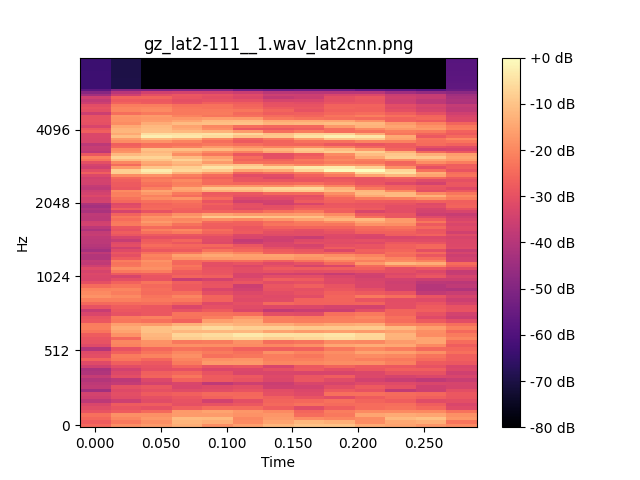 gz_lat2-111__1.wav_lat2cnn.png
+0 dB
-10 dB
-20 dB
-30 dB
-40 dB
-50 dB
-60 dB
-70 dB
-80 dB
4096
2048
1024
512
0
Hz
0.000 0.050 0.100 0.150 0.200 0.250
Time